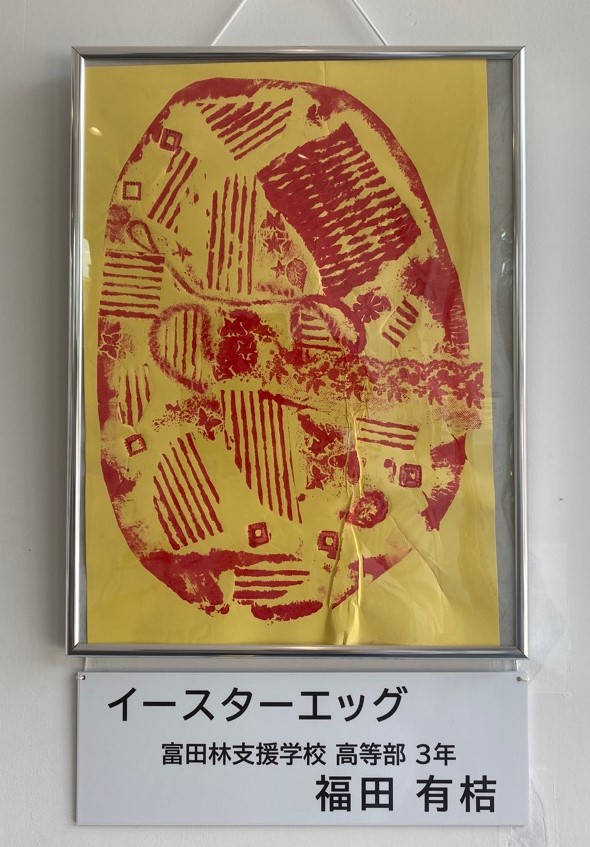 イースターエッグ
富田林支援学校 高等部 3年
福田 有桔